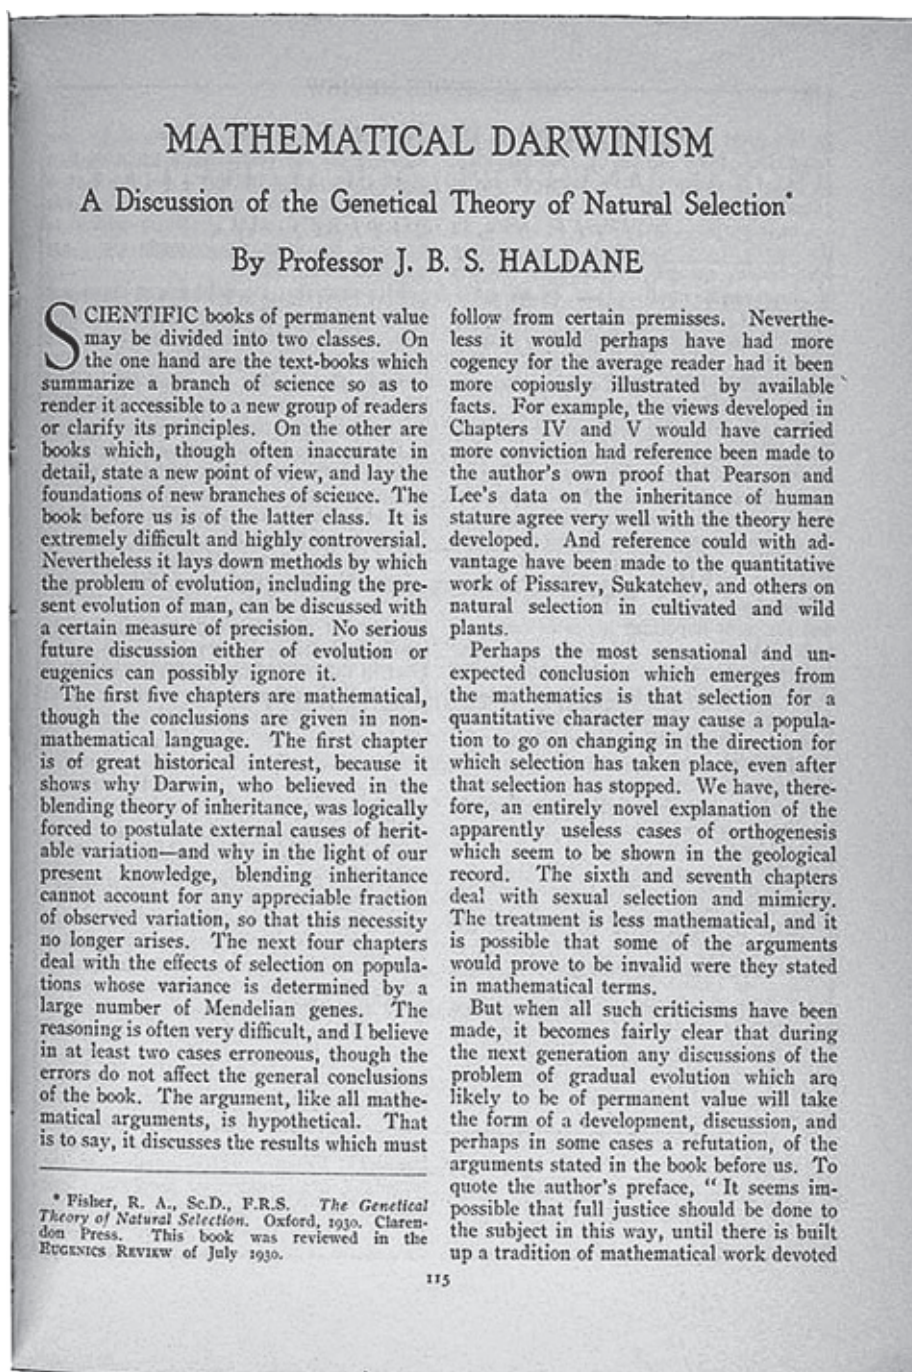 MATHEMATICAL DARWINISM
A Discussion of the Genetical Theory of Natural Selection*
By Professor J. B. S. HALDANE
SCIENTIFIC books of permanent value
may be divided into two classes. On
the one hand are the text-books which
summarize a branch of science so as to
render it accessible to a new group of readers
or clarify its principles. On the other are
books which, though often inaccurate in
detail, state a new point of view, and lay the
foundations of new branches of science. The
book before us is of the latter class. It is
extremely difficult and highly controversial.
Nevertheless it lays down methods by which
the problem of evolution, including the pre-
sent evolution of man, can be discussed with
a certain measure of precision. No serious
future discussion either of evolution or
eugenics can possibly ignore it.
The first five chapters are mathematical,
though the conclusions are given in non-
mathematical language. The first chapter
is of great historical interest, because it
shows why Darwin, who believed in the
blending theory of inheritance, was logically
forced to postulate external causes of herit-
able variation—and why in the light of our
present knowledge, blending inheritance
cannot account for any appreciable fraction
of observed variation, so that this necessity
no longer arises. The next four chapters
deal with the effects of selection on popula-
tions whose variance is determined by a
large number of Mendelian genes. The
reasoning is often very difficult, and I believe
in at least two cases erroneous, though the
errors do not affect the general conclusions
of the book. The argument, like all mathe-
matical arguments, is hypothetical. That
is to say, it discusses the results which must
* Fisher, R. A., Sc.D., F.R.S. The Genetical
Theory of Natural Selection. Oxford, 1930. Claren-
don Press. This book was reviewed in the
EUGENICS REVIEW of July 1930.
follow from certain premisses. Neverthe-
less it would perhaps have had more
cogency for the average reader had it been
more copiously illustrated by available
facts. For example, the views developed in
Chapters IV and V would have carried
more conviction had reference been made to
the author's own proof that Pearson and
Lee's data on the inheritance of human
stature agree very well with the theory here
developed. And reference could with ad-
vantage have been made to the quantitative
work of Pissarev, Sukatchev, and others on
natural selection in cultivated and wild
plants.
Perhaps the most sensational and un-
expected conclusion which emerges from
the mathematics is that selection for a
quantitative character may cause a popula-
tion to go on changing in the direction for
which selection has taken place, even after
that selection has stopped. We have, there-
fore, an entirely novel explanation of the
apparently useless cases of orthogenesis
which seem to be shown in the geological
record. The sixth and seventh chapters
deal with sexual selection and mimicry.
The treatment is less mathematical, and it
is possible that some of the arguments
would prove to be invalid were they stated
in mathematical terms.
But when all such criticisms have been
made, it becomes fairly clear that during
the next generation any discussions of the
problem of gradual evolution which are
likely to be of permanent value will take
the form of a development, discussion, and
perhaps in some cases a refutation, of the
arguments stated in the book before us. To
quote the author's preface, " It seems im-
possible that full justice should be done to
the subject in this way, until there is built
up a tradition of mathematical work devoted
115